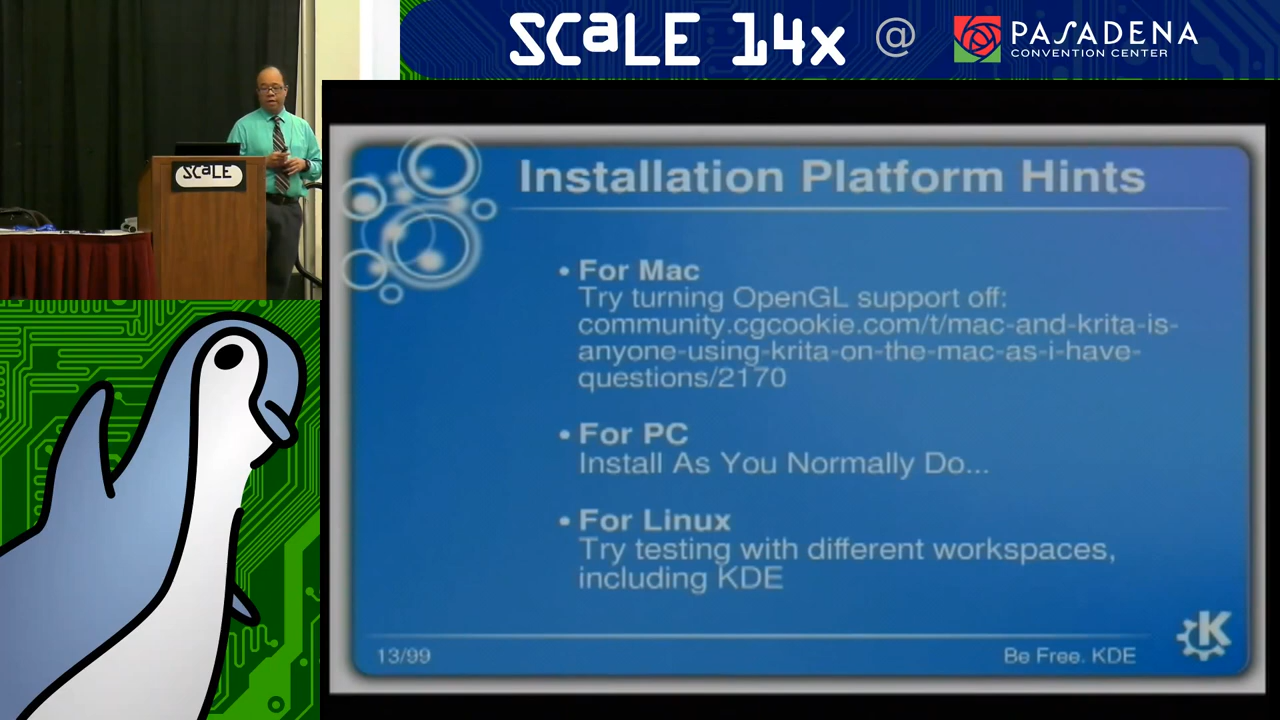 SCaLE 14x @ PASADENA
CONVENTION CENTER
SCaLE
Installation Platform Hints
• For Mac
Try turning OpenGL support off:
community.cgcookie.com/t/mac-and-krita-is-
anyone-using-krita-on-the-mac-as-i-have-
questions/2170
• For PC
Install As You Normally Do...
• For Linux
Try testing with different workspaces,
including KDE
13/99
Be Free. KDE
K